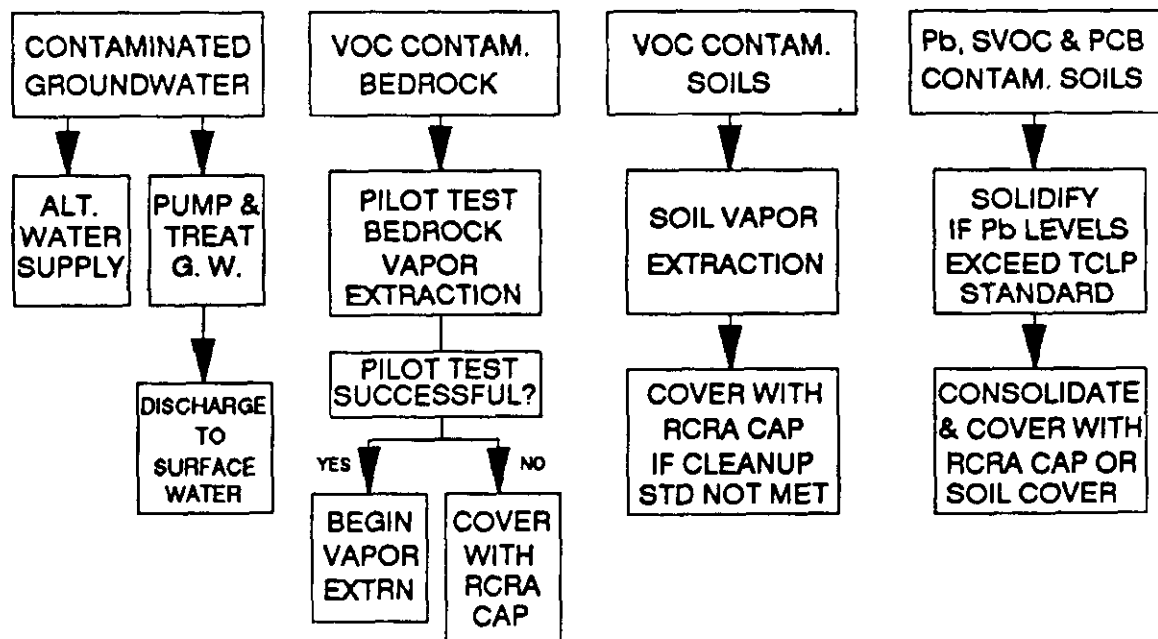 CONTAMINATED
GROUNDWATER
ALT.
WATER
SUPPLY
PUMP &
TREAT
G. W.
DISCHARGE
TO
SURFACE
WATER
VOC CONTAM.
BEDROCK
PILOT TEST
BEDROCK
VAPOR
EXTRACTION
PILOT TEST
SUCCESSFUL?
YES
NO
BEGIN
VAPOR
EXTRN
COVER
WITH
RCRA
CAP
VOC CONTAM.
SOILS
SOIL VAPOR
EXTRACTION
COVER WITH
RCRA CAP
IF CLEANUP
STD NOT MET
Pb, SVOC & PCB
CONTAM. SOILS
SOLIDIFY
IF Pb LEVELS
EXCEED TCLP
STANDARD
CONSOLIDATE
& COVER WITH
RCRA CAP OR
SOIL COVER